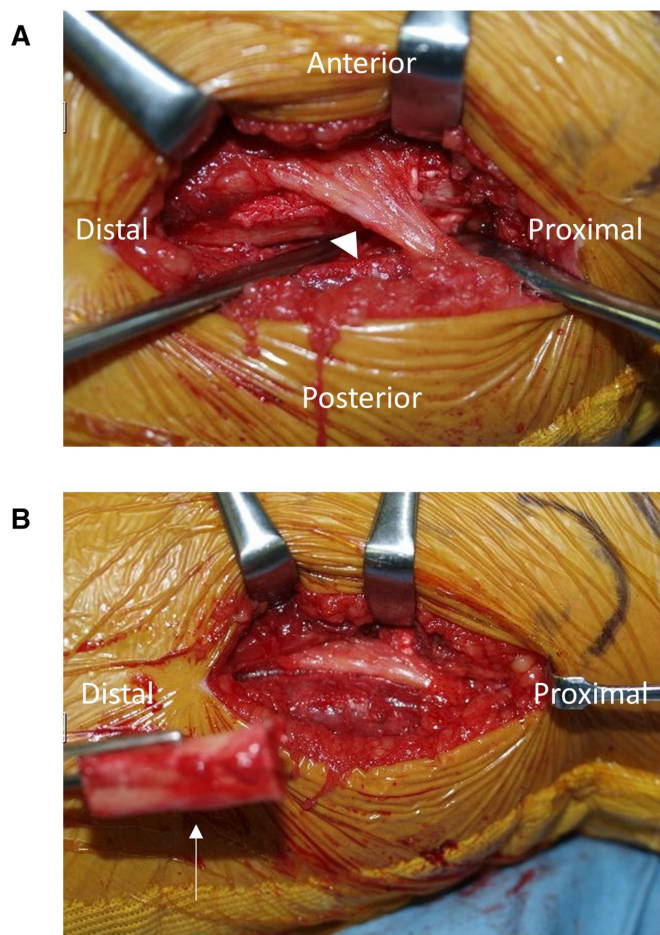 A
Anterior
Distal
Proximal
Posterior
B
Distal
Proximal